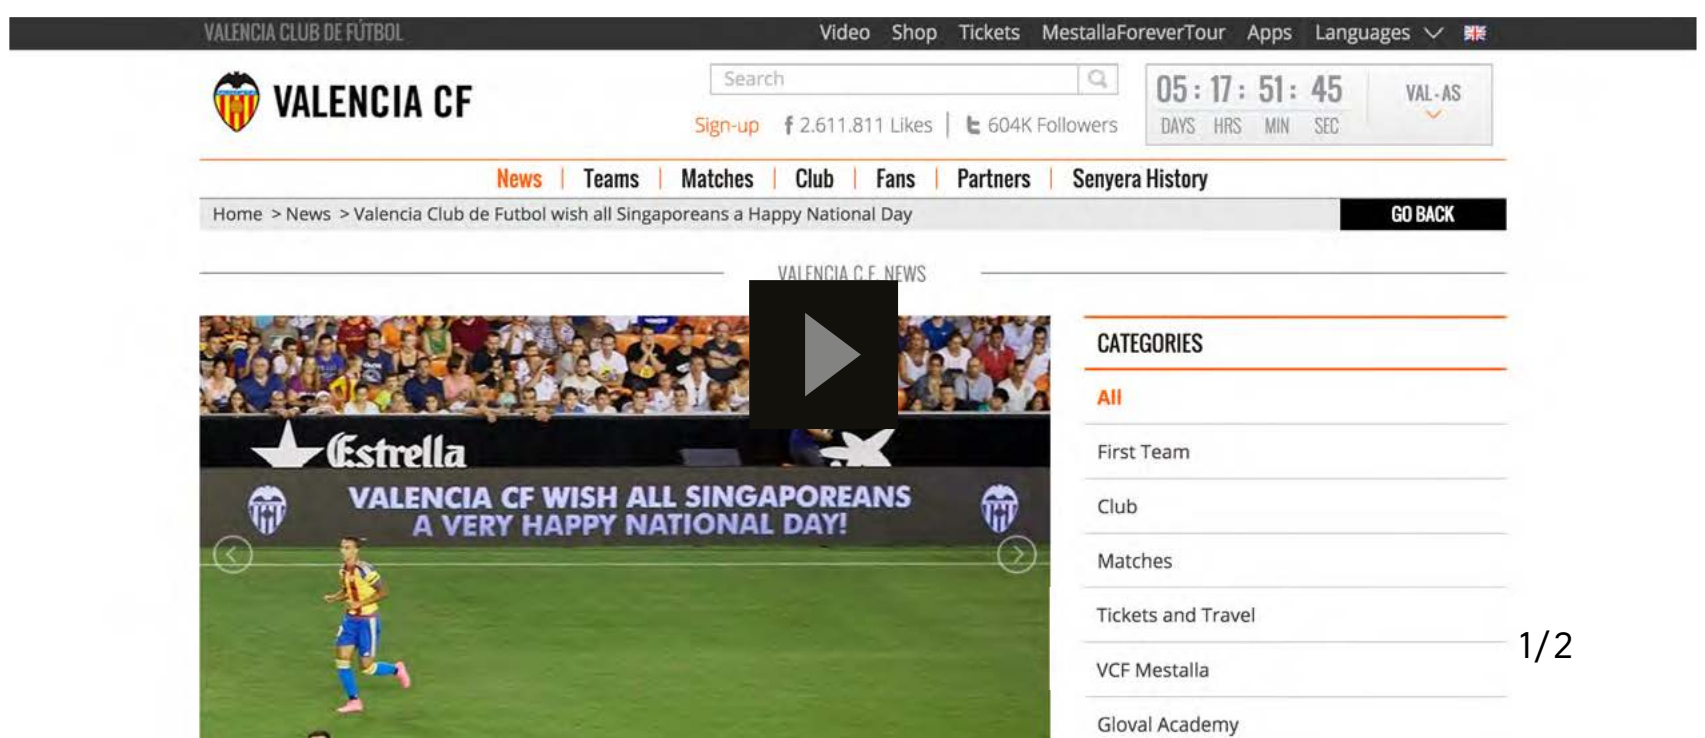 VALENCIA CLUB DE FÚTBOL
Video Shop Tickets MestallaForeverTour Apps Languages
VALENCIA CF
Search
Sign-up f 2.611.811 Likes | t 604K Followers
05 : 17 : 51 : 45
DAYS HRS MIN SEC
VAL - AS
News | Teams | Matches | Club | Fans | Partners | Senyera History
Home > News > Valencia Club de Futbol wish all Singaporeans a Happy National Day
GO BACK
VALENCIA C.F. NEWS
Estrella
VALENCIA CF WISH ALL SINGAPOREANS
A VERY HAPPY NATIONAL DAY!
CATEGORIES
All
First Team
Club
Matches
Tickets and Travel
VCF Mestalla
Gloval Academy
1/2